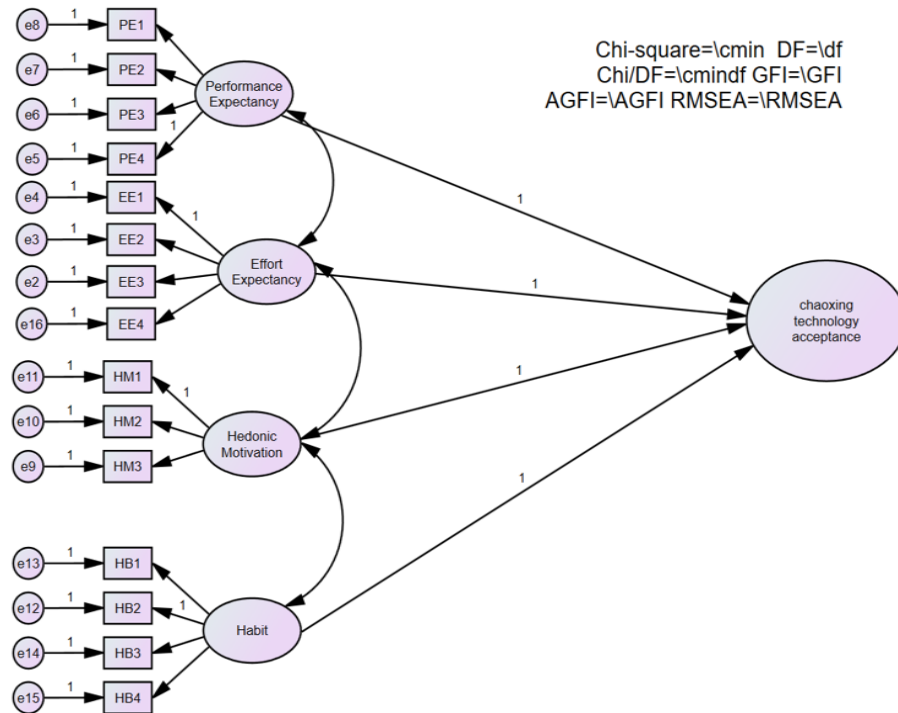 Chi-square=\cmin DF=\df
Chi/DF=\cmindf GFI=\GFI
AGFI=\AGFI RMSEA=\RMSEA
e8 1 PE1
e7 1 PE2
e6 1 PE3
e5 1 PE4
1
Performance
Expectancy
1
e4 1 EE1
e3 1 EE2
e2 1 EE3
e16 1 EE4
1
Effort
Expectancy
1
e11 1 HM1
e10 1 HM2
e9 1 HM3
1
Hedonic
Motivation
1
e13 1 HB1
e12 1 HB2
e14 1 HB3
e15 1 HB4
1
Habit
1
chaoxing
technology
acceptance